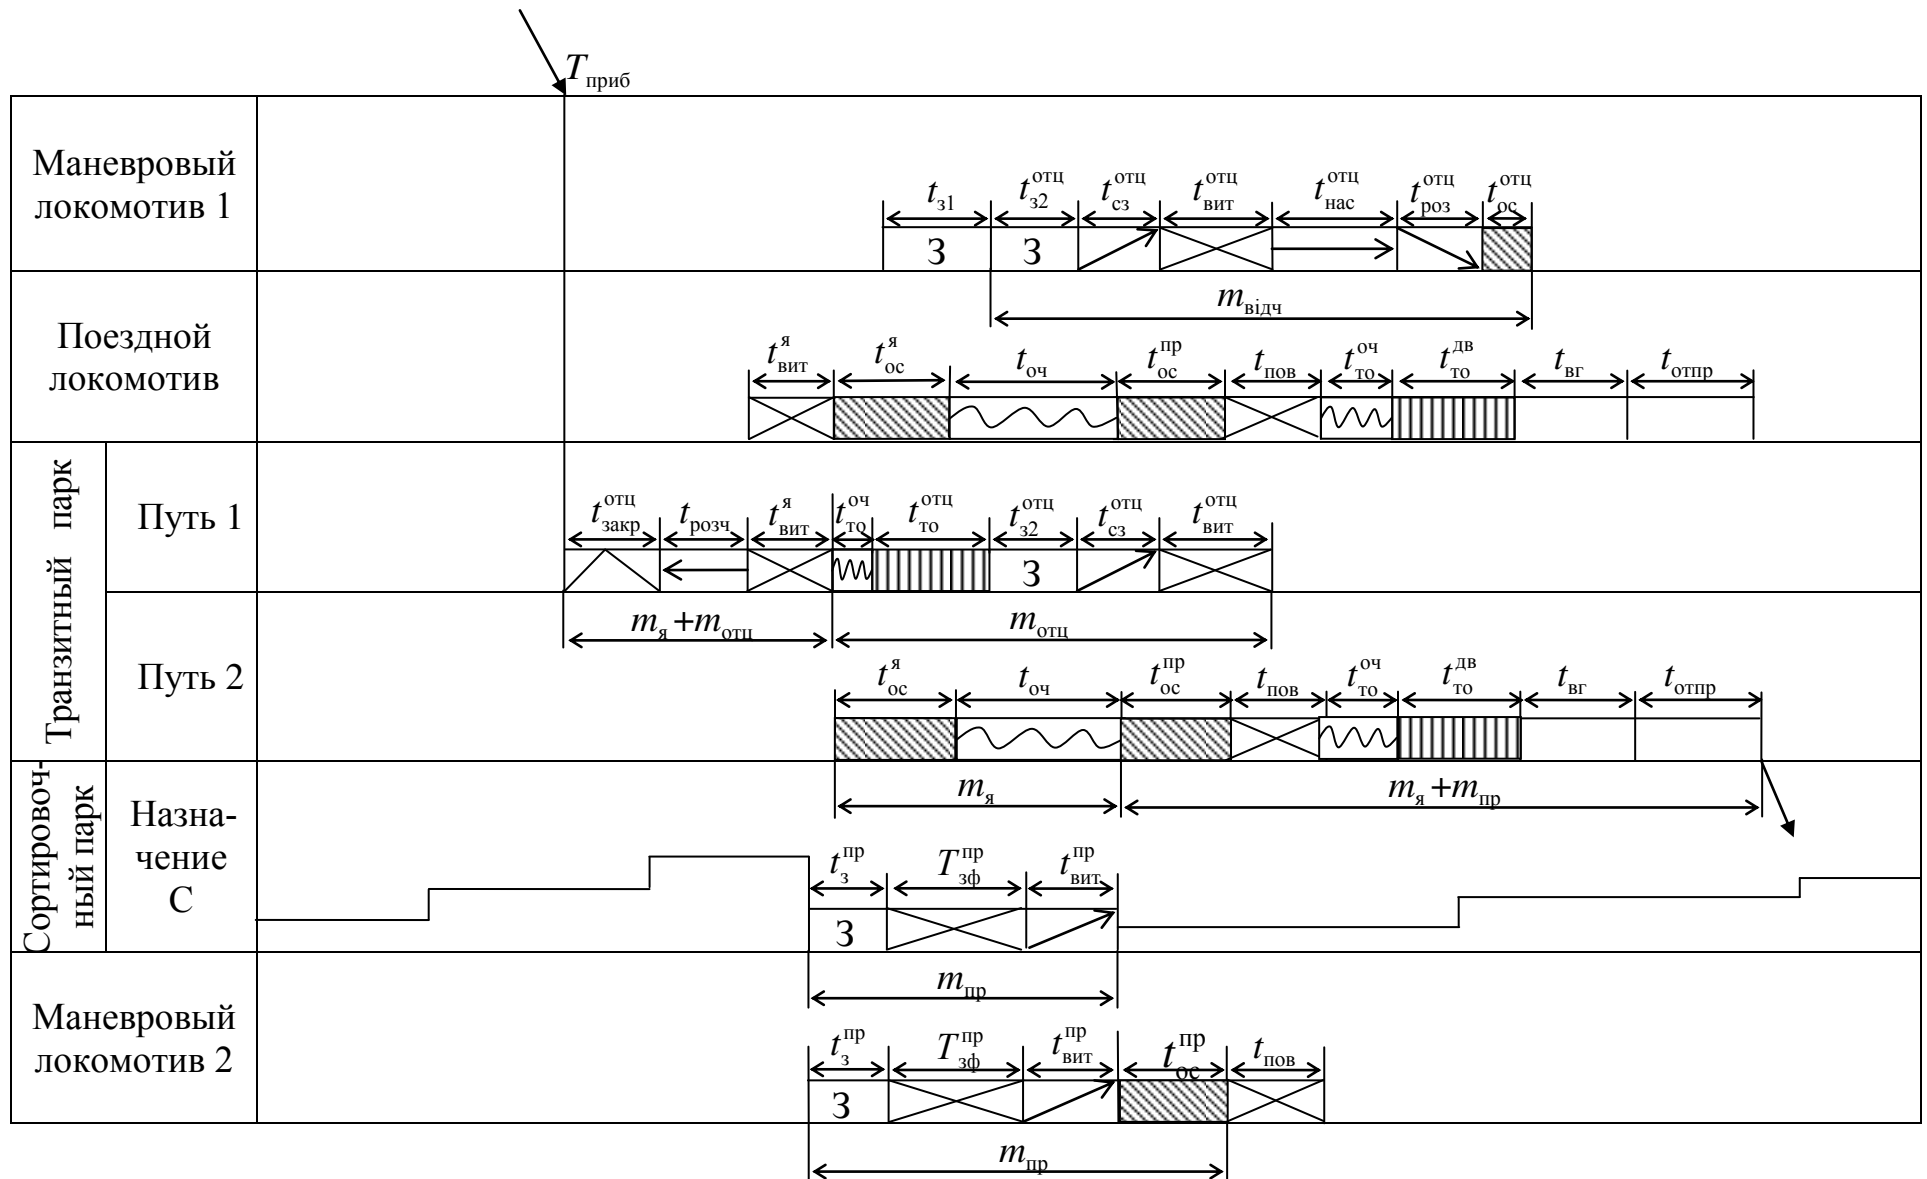 T приб
Маневровый
локомотив 1
t з1
t з2 отц
t сз отц
t вит отц
t нас отц
t роз отц
t ос отц
З
З
m відч
Поездной
локомотив
t вит я
t ос я
t оч
t ос пр
t пов
t то оч
t то дв
t вг
t отпр
Транзитный парк
Путь 1
t закр отц
t розч
t вит я
t то оч
t то отц
t з2 отц
t сз отц
t вит отц
З
m я + m отц
m отц
Путь 2
t ос я
t оч
t ос пр
t пов
t то оч
t то дв
t вг
t отпр
m я
m я + m пр
Сортировоч-
ный парк
Назна-
чение
С
t з пр
T зф пр
t вит пр
З
m пр
Маневровый
локомотив 2
t з пр
T зф пр
t вит пр
t ос пр
t пов
З
m пр